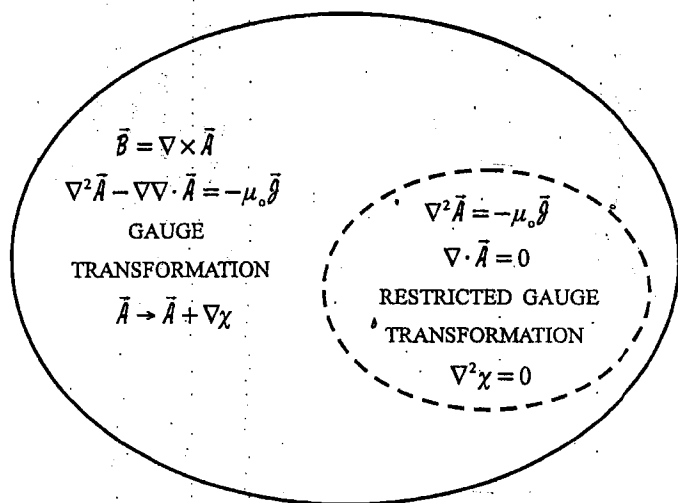 B⃗ = ∇ × A⃗
∇²A⃗ − ∇∇ · A⃗ = −μ₀J⃗
GAUGE
TRANSFORMATION
A⃗ → A⃗ + ∇χ
∇²A⃗ = −μ₀J⃗
∇ · A⃗ = 0
RESTRICTED GAUGE
TRANSFORMATION
∇²χ = 0